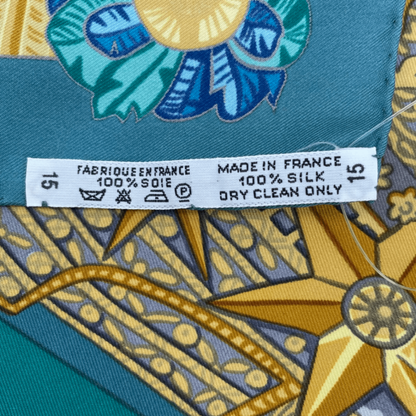 FABRIQUE EN FRANCE
100% SOIE
15
MADE IN FRANCE
100% SILK
DRY CLEAN ONLY
15